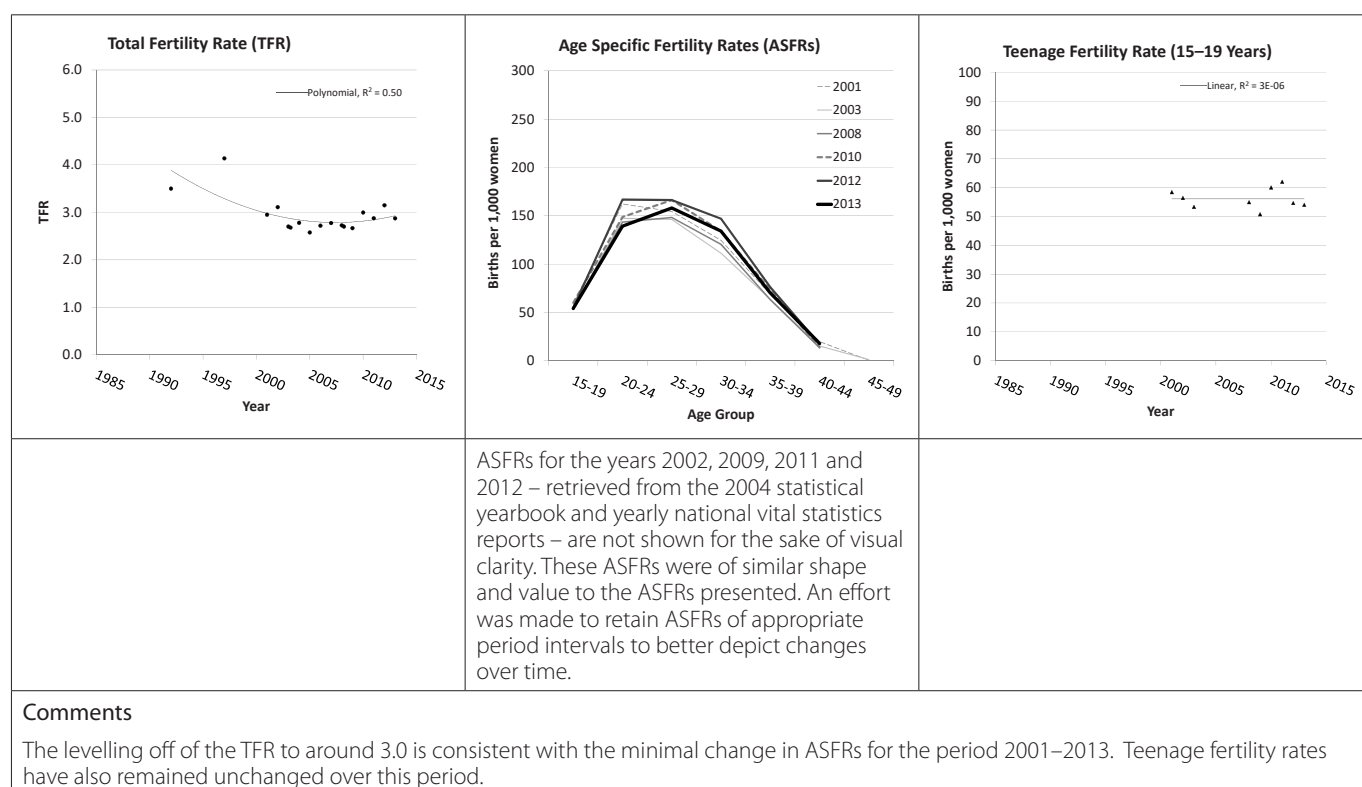 Total Fertility Rate (TFR)
6.0
5.0
4.0
3.0
2.0
1.0
0.0
TFR
Polynomial, R² = 0.50
1985
1990
1995
2000
2005
2010
2015
Year
Age Specific Fertility Rates (ASFRs)
300
250
200
150
100
50
0
Births per 1,000 women
2001
2003
2008
2010
2012
2013
15-19
20-24
25-29
30-34
35-39
40-44
45-49
Age Group
Teenage Fertility Rate (15–19 Years)
100
90
80
70
60
50
40
30
20
10
0
Births per 1,000 women
Linear, R² = 3E-06
1985
1990
1995
2000
2005
2010
2015
Year
ASFRs for the years 2002, 2009, 2011 and
2012 – retrieved from the 2004 statistical
yearbook and yearly national vital statistics
reports – are not shown for the sake of visual
clarity. These ASFRs were of similar shape
and value to the ASFRs presented. An effort
was made to retain ASFRs of appropriate
period intervals to better depict changes
over time.
Comments
The levelling off of the TFR to around 3.0 is consistent with the minimal change in ASFRs for the period 2001–2013. Teenage fertility rates
have also remained unchanged over this period.